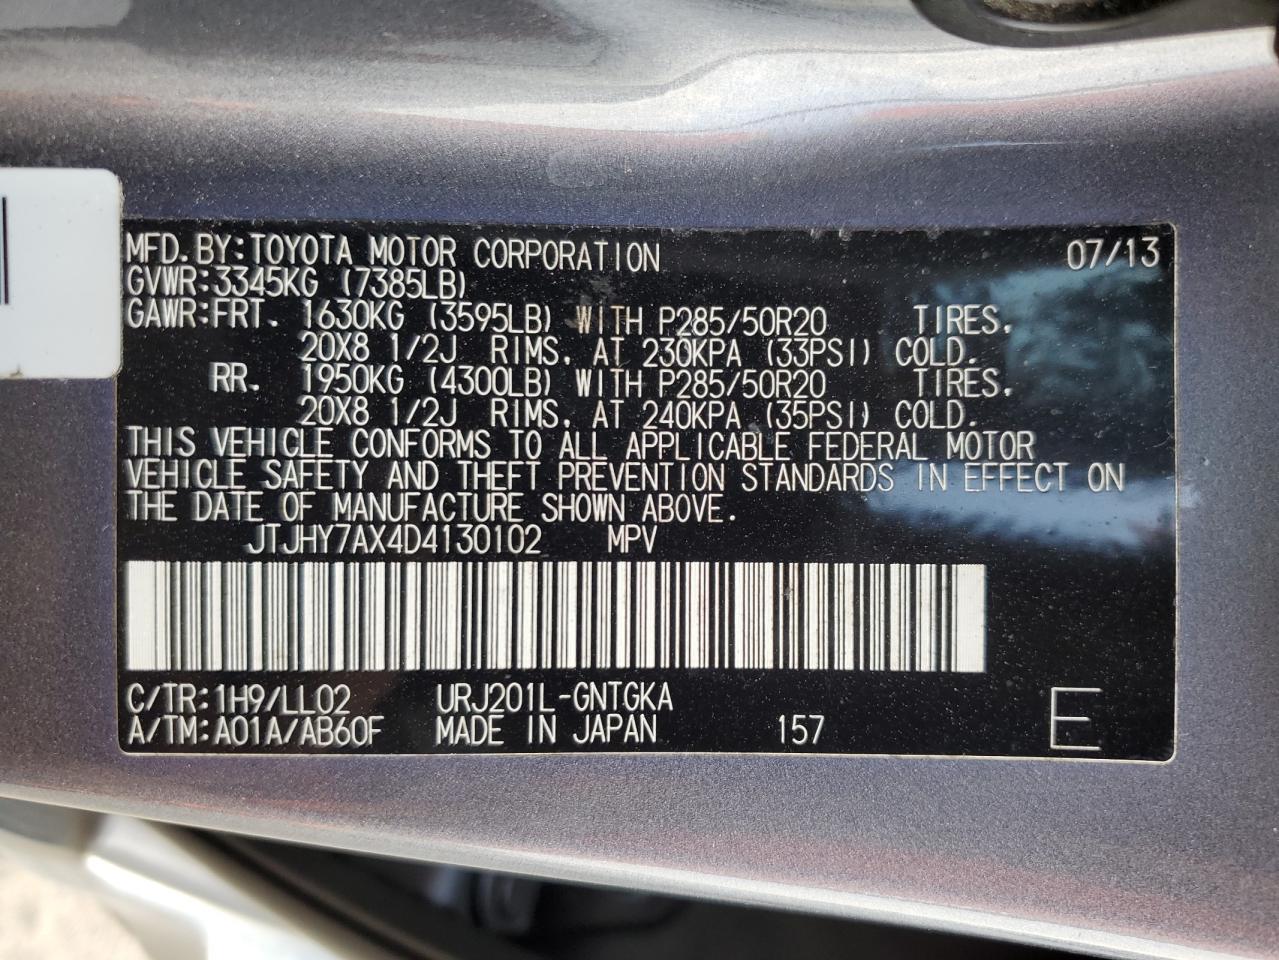 MFD. BY: TOYOTA MOTOR CORPORATION 07/13
GVWR: 3345KG (7385LB)
GAWR: FRT. 1630KG (3595LB) WITH P285/50R20 TIRES,
20X8 1/2J RIMS, AT 230KPA (33PSI) COLD.
RR. 1950KG (4300LB) WITH P285/50R20 TIRES,
20X8 1/2J RIMS, AT 240KPA (35PSI) COLD.
THIS VEHICLE CONFORMS TO ALL APPLICABLE FEDERAL MOTOR
VEHICLE SAFETY AND THEFT PREVENTION STANDARDS IN EFFECT ON
THE DATE OF MANUFACTURE SHOWN ABOVE.
JTJHY7AX4D4130102 MPV
C/TR: 1H9/LL02 URJ201L-GNTGKA
A/TM: A01A/AB60F MADE IN JAPAN 157 E